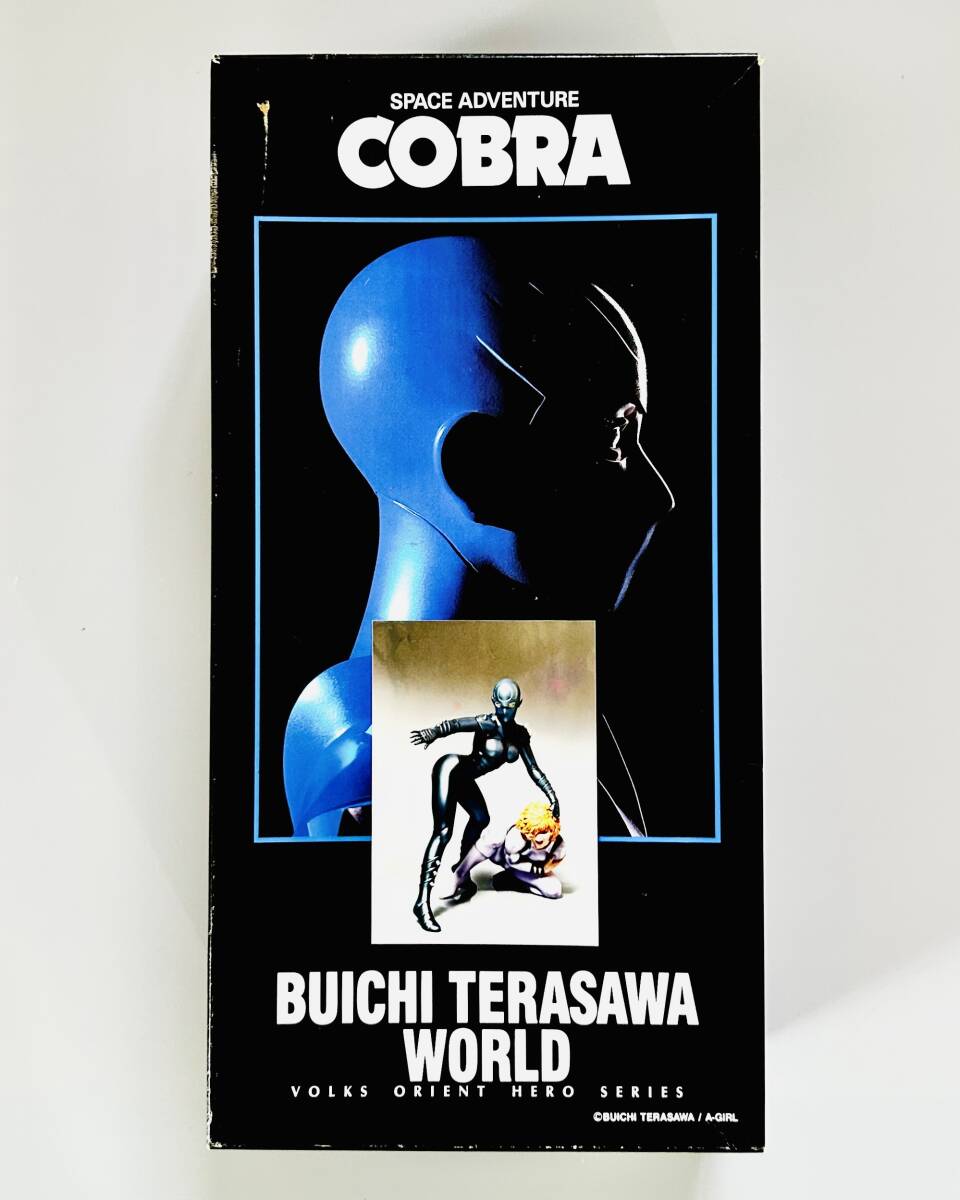 SPACE ADVENTURE
COBRA
BUICHI TERASAWA
WORLD
VOLKS ORIENT HERO SERIES
©BUICHI TERASAWA / A-GIRL